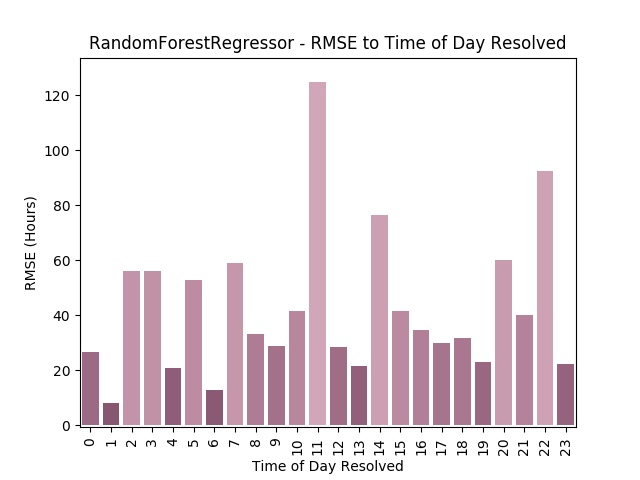 RandomForestRegressor - RMSE to Time of Day Resolved
120
100
80
60
40
20
0
RMSE (Hours)
0 1 2 3 4 5 6 7 8 9 10 11 12 13 14 15 16 17 18 19 20 21 22 23
Time of Day Resolved